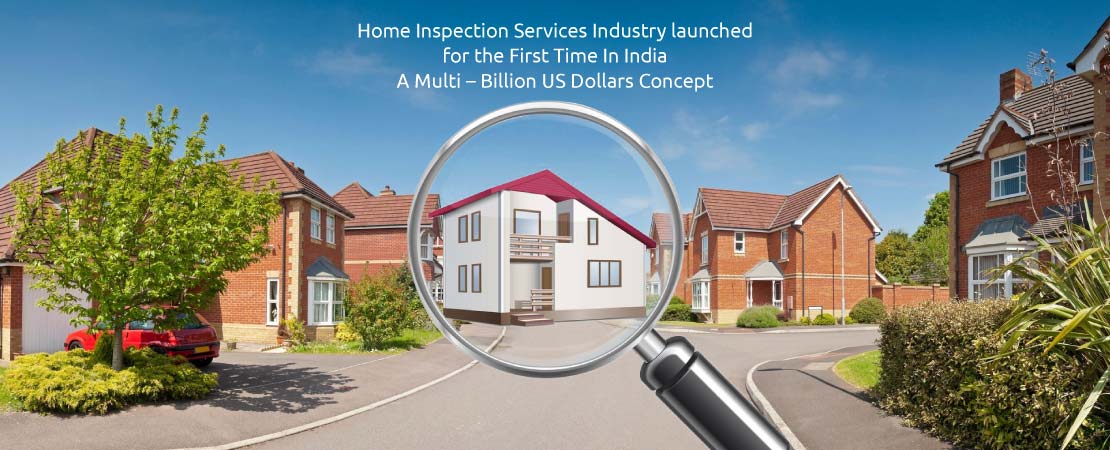 Home Inspection Services Industry launched
for the First Time In India
A Multi – Billion US Dollars Concept